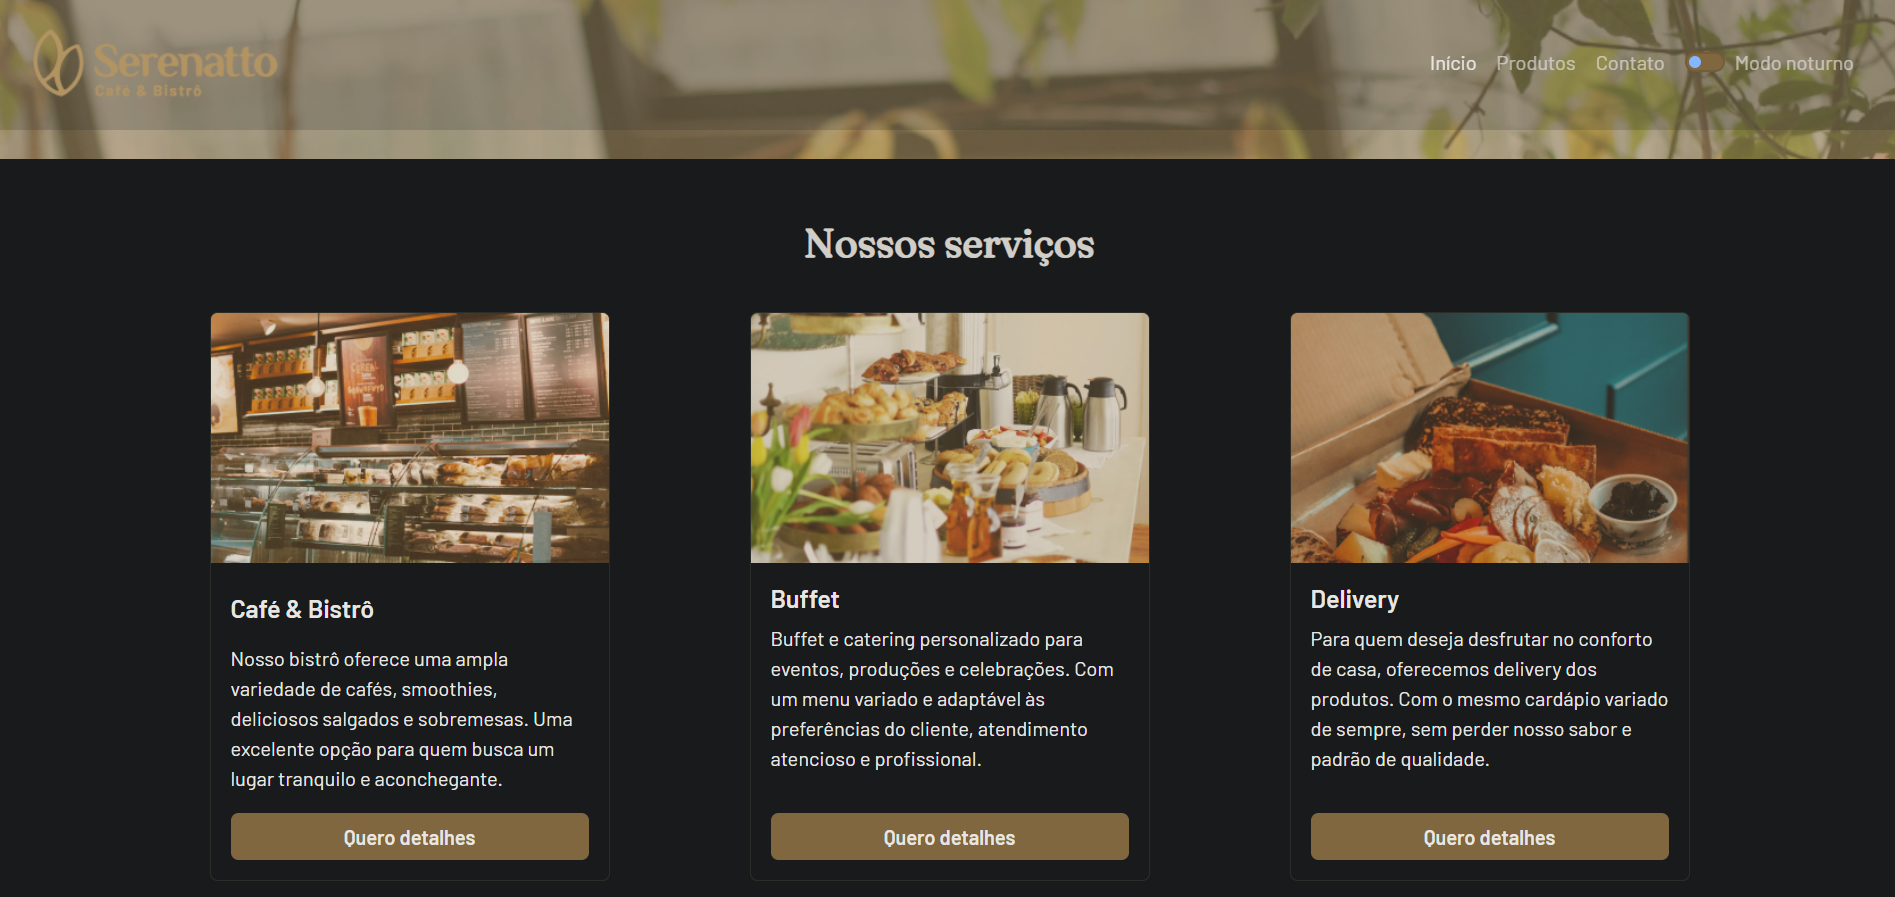 Serenatto
Café & Bistrô
Início Produtos Contato Modo noturno
Nossos serviços
Café & Bistrô
Nosso bistrô oferece uma ampla
variedade de cafés, smoothies,
deliciosos salgados e sobremesas. Uma
excelente opção para quem busca um
lugar tranquilo e aconchegante.
Quero detalhes
Buffet
Buffet e catering personalizado para
eventos, produções e celebrações. Com
um menu variado e adaptável às
preferências do cliente, atendimento
atencioso e profissional.
Quero detalhes
Delivery
Para quem deseja desfrutar no conforto
de casa, oferecemos delivery dos
produtos. Com o mesmo cardápio variado
de sempre, sem perder nosso sabor e
padrão de qualidade.
Quero detalhes